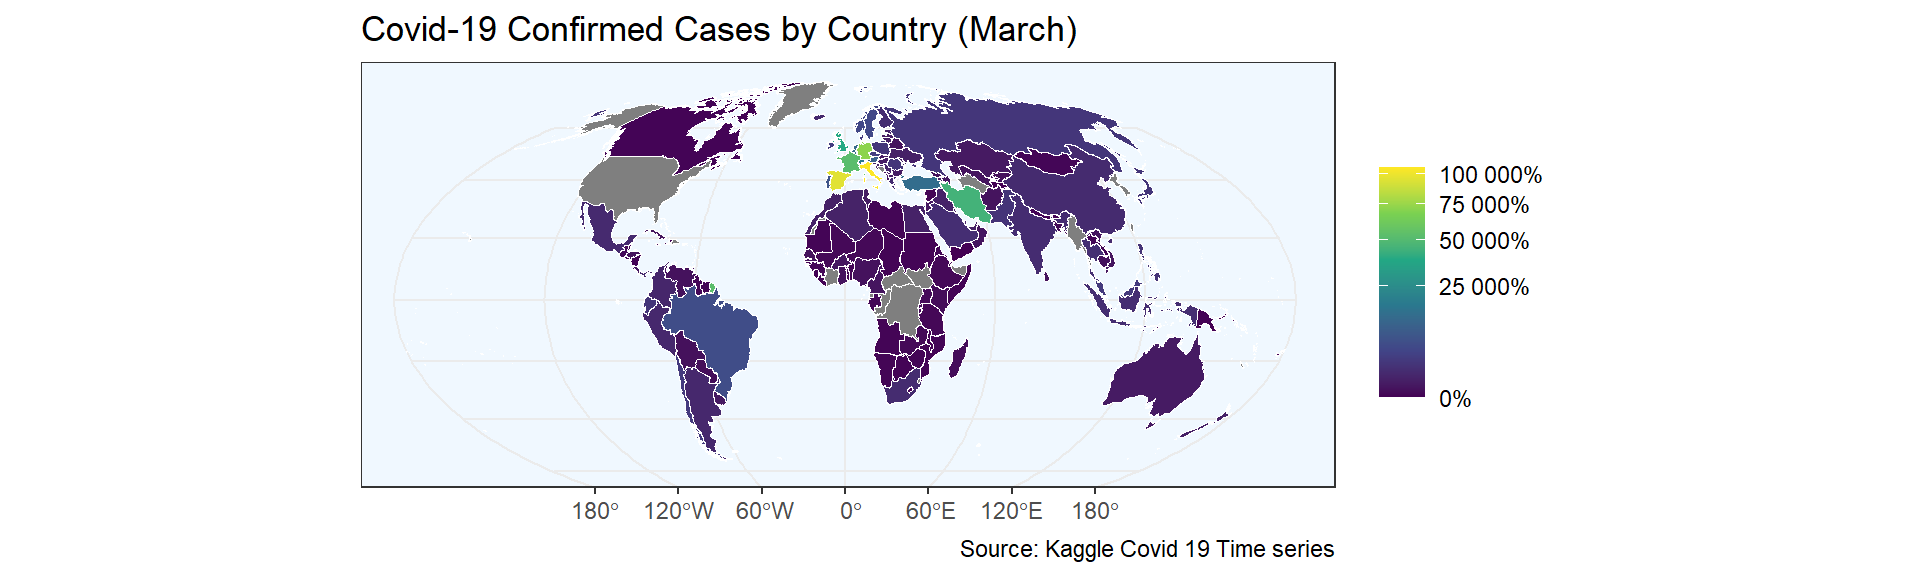 Covid-19 Confirmed Cases by Country (March)
100 000%
75 000%
50 000%
25 000%
0%
180° 120°W 60°W 0° 60°E 120°E 180°
Source: Kaggle Covid 19 Time series